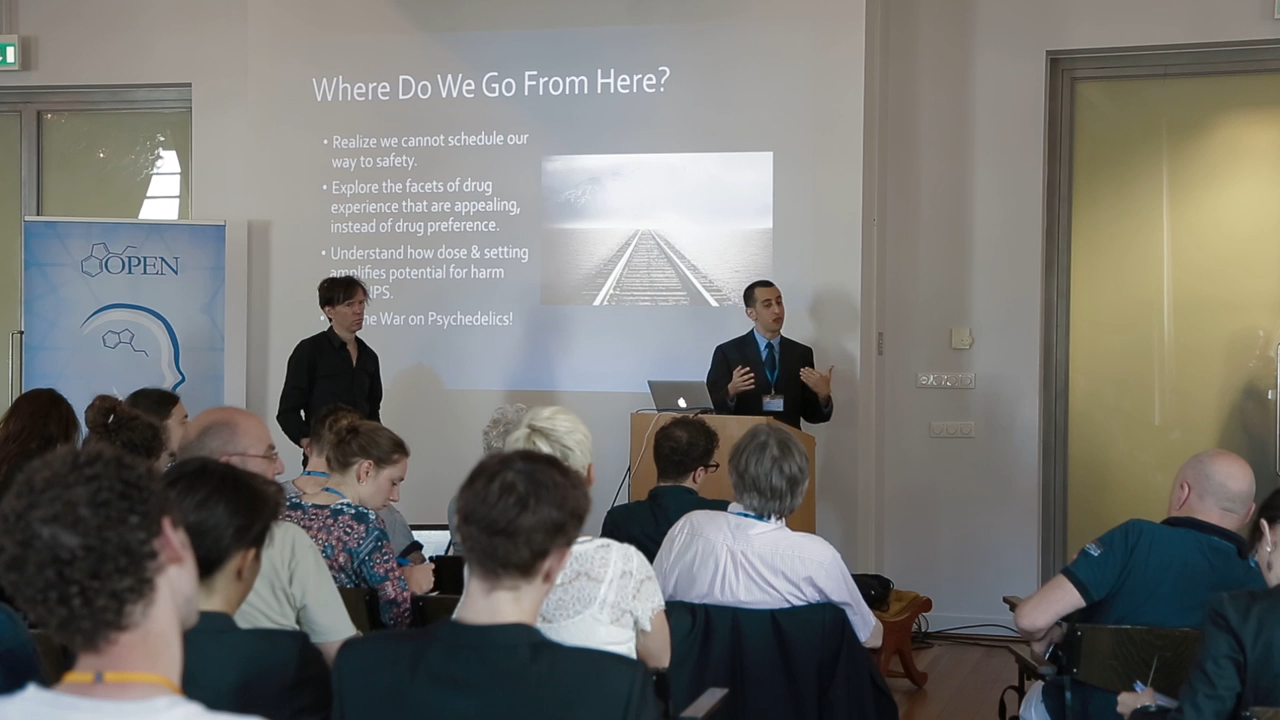 Where Do We Go From Here?
• Realize we cannot schedule our
way to safety.
• Explore the facets of drug
experience that are appealing,
instead of drug preference.
• Understand how dose & setting
amplifies potential for harm
PS.
• he War on Psychedelics!
OPEN